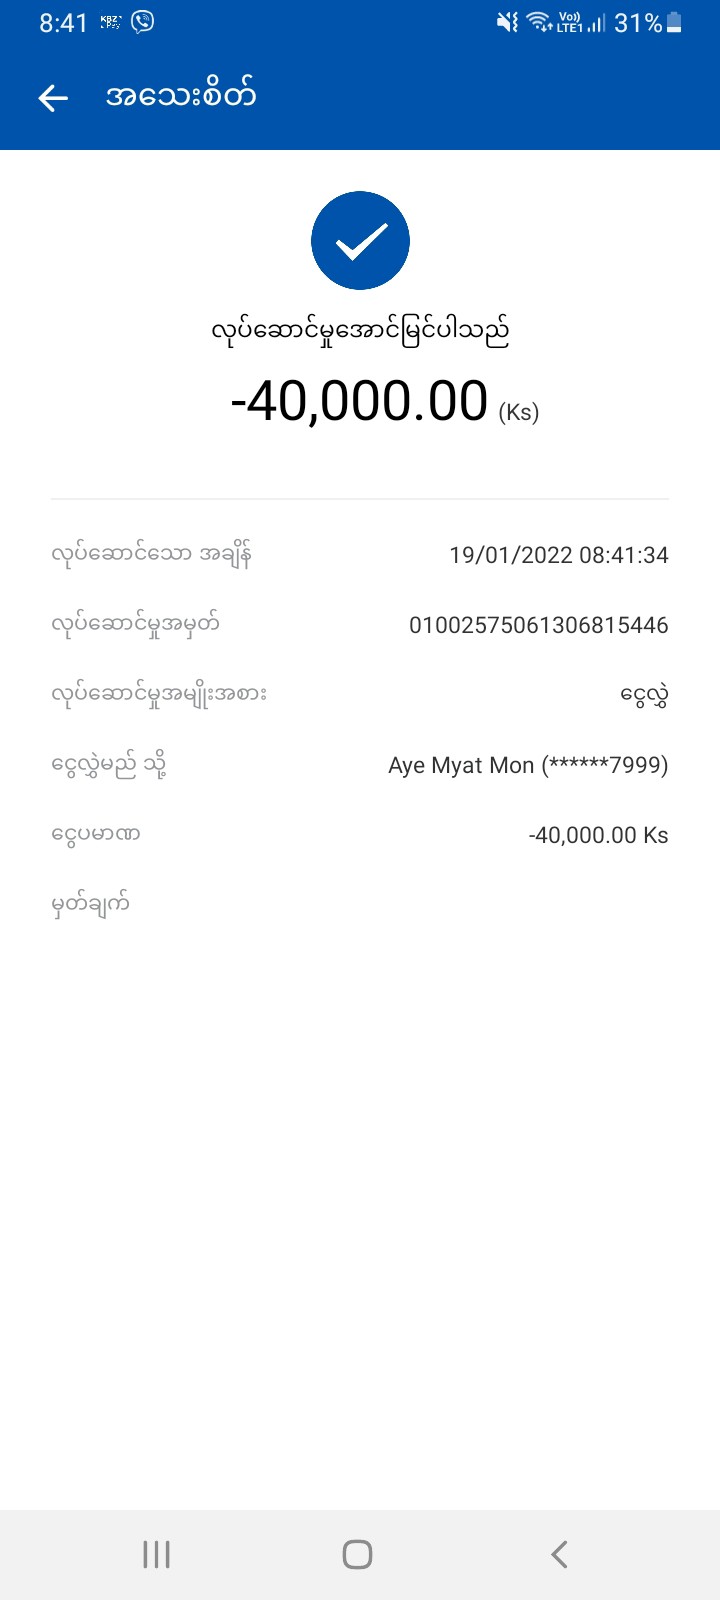 8:41 KBZ Pay Vo)) LTE1 31%
အသေးစိတ်
လုပ်ဆောင်မှုအောင်မြင်ပါသည်
-40,000.00 (Ks)
လုပ်ဆောင်သော အချိန် 19/01/2022 08:41:34
လုပ်ဆောင်မှုအမှတ် 01002575061306815446
လုပ်ဆောင်မှုအမျိုးအစား ငွေလွှဲ
ငွေလွှဲမည် သို့ Aye Myat Mon (******7999)
ငွေပမာဏ -40,000.00 Ks
မှတ်ချက်